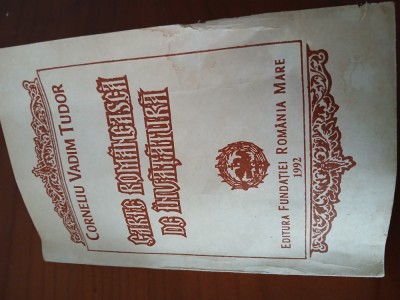 CORNELIU VADIM TUDOR
CARTE ROMÂNEASCĂ
DE ÎNVĂȚĂTURĂ
EDITURA FUNDAȚIEI ROMÂNIA MARE
1992